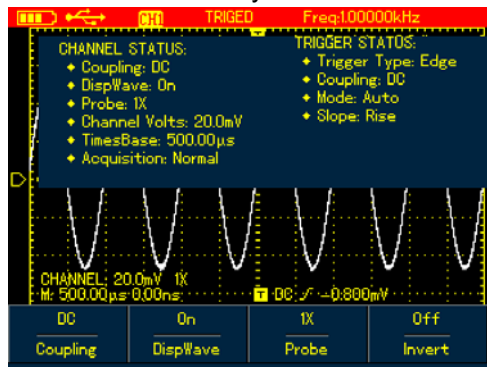 CH1 TRIGED Freq:1.00000kHz
CHANNEL STATUS:
◆ Coupling: DC
◆ DispWave: On
◆ Probe: 1X
◆ Channel Volts: 20.0mV
◆ TimesBase: 500.00μs
◆ Acquisition: Normal
TRIGGER STATUS:
◆ Trigger Type: Edge
◆ Coupling: DC
◆ Mode: Auto
◆ Slope: Rise
CHANNEL: 20.0mV 1X
M: 500.00μs 0.00ns T DC -0.800mV
DC On 1X Off
Coupling DispWave Probe Invert